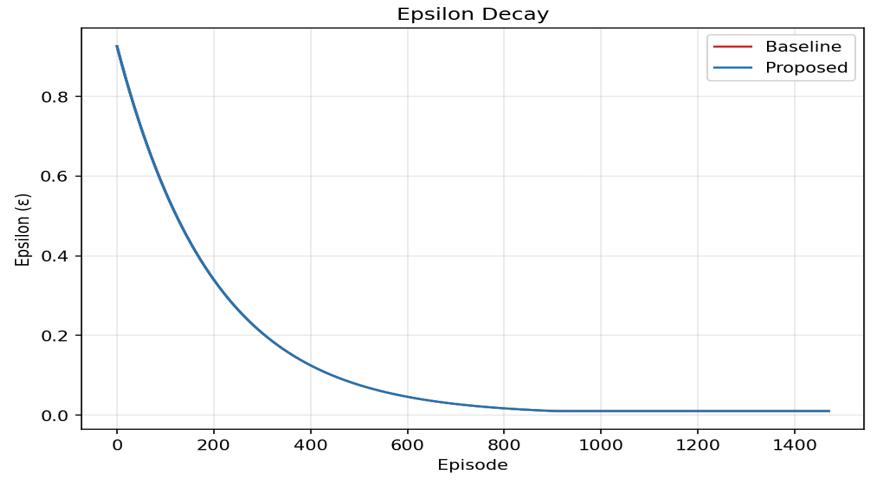 Epsilon Decay
Baseline
Proposed
0.8
0.6
0.4
0.2
0.0
Epsilon (ε)
0 200 400 600 800 1000 1200 1400
Episode